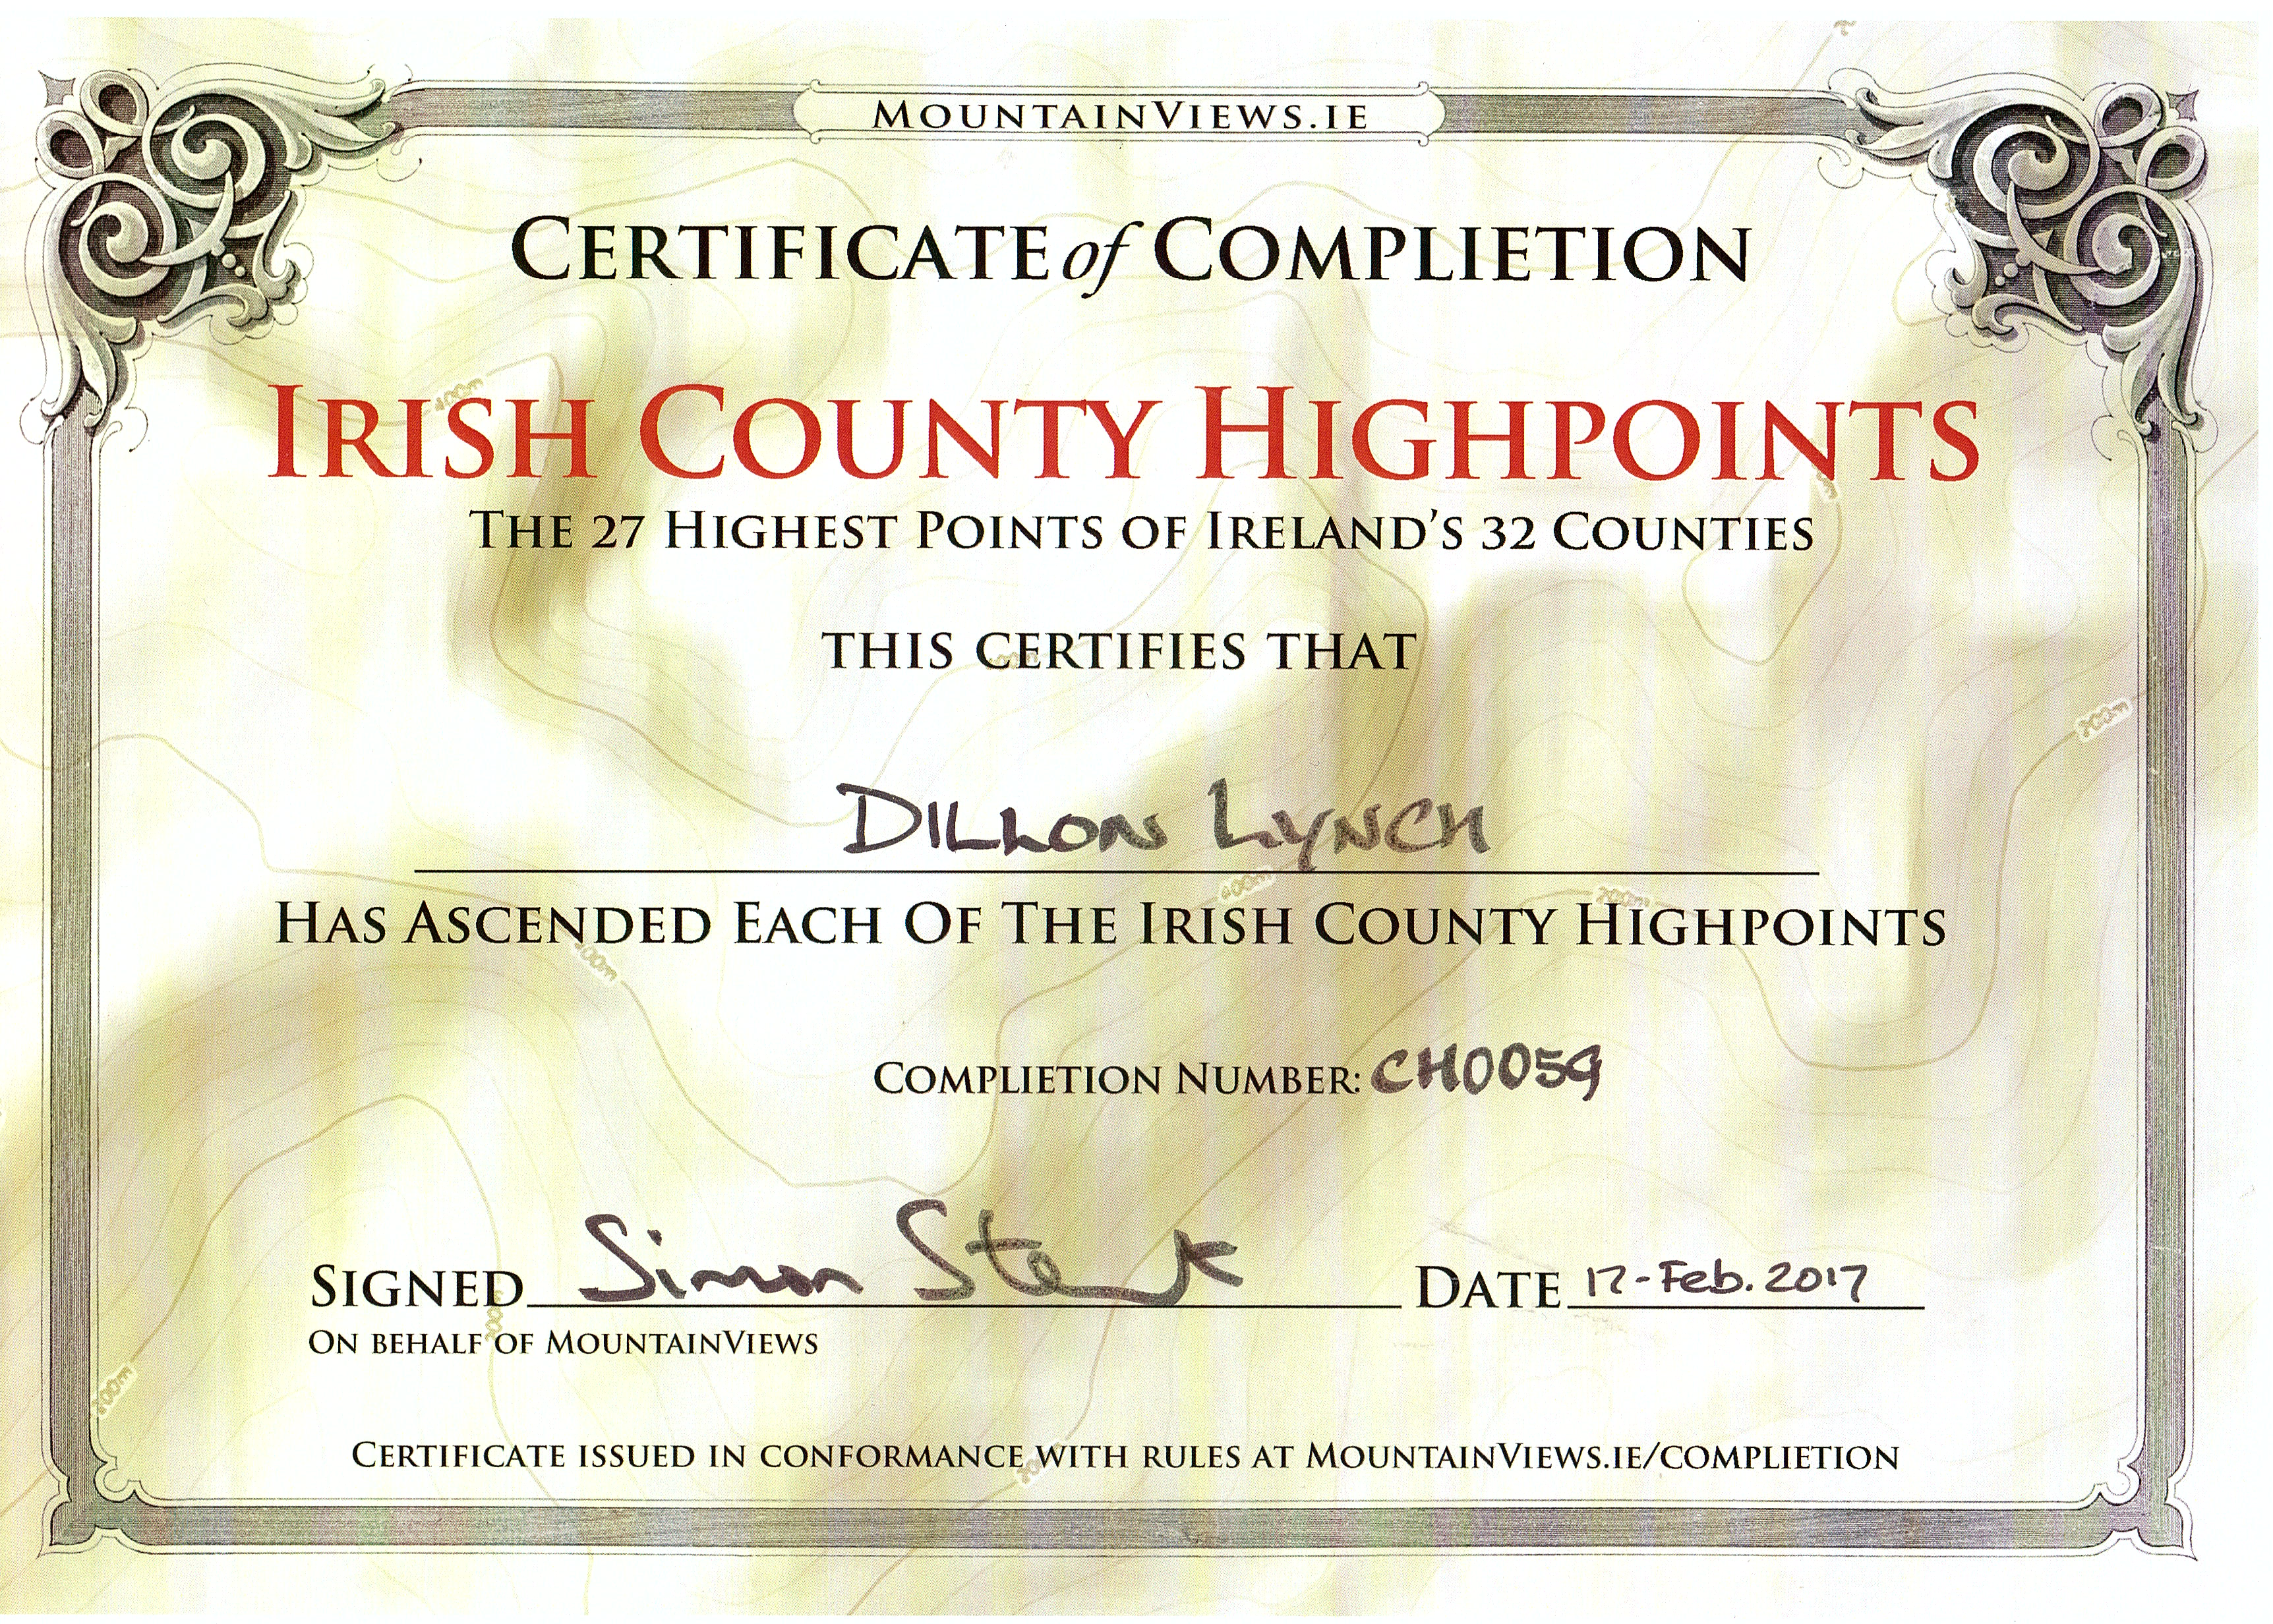 MOUNTAINVIEWS.IE
CERTIFICATE of COMPLIETION
IRISH COUNTY HIGHPOINTS
THE 27 HIGHEST POINTS OF IRELAND'S 32 COUNTIES
THIS CERTIFIES THAT
DILLON LYNCH
HAS ASCENDED EACH OF THE IRISH COUNTY HIGHPOINTS
COMPLIETION NUMBER: CH0059
SIGNED Simon Stewart DATE 17-Feb. 2017
ON BEHALF OF MOUNTAINVIEWS
CERTIFICATE ISSUED IN CONFORMANCE WITH RULES AT MOUNTAINVIEWS.IE/COMPLIETION